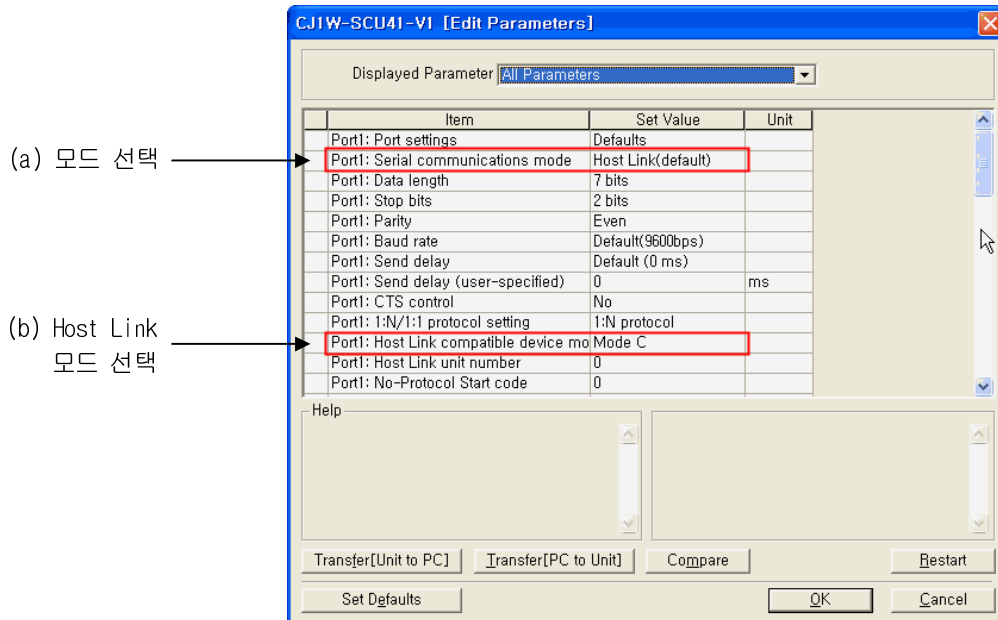 CJ1W-SCU41-V1 [Edit Parameters]
Displayed Parameter All Parameters
Item Set Value Unit
Port1: Port settings Defaults
(a) 모드 선택
Port1: Serial communications mode Host Link(default)
Port1: Data length 7 bits
Port1: Stop bits 2 bits
Port1: Parity Even
Port1: Baud rate Default(9600bps)
Port1: Send delay Default (0 ms)
Port1: Send delay (user-specified) 0 ms
Port1: CTS control No
Port1: 1:N/1:1 protocol setting 1:N protocol
(b) Host Link
모드 선택
Port1: Host Link compatible device mo Mode C
Port1: Host Link unit number 0
Port1: No-Protocol Start code 0
Help
Transfer[Unit to PC] Transfer[PC to Unit] Compare Restart
Set Defaults OK Cancel